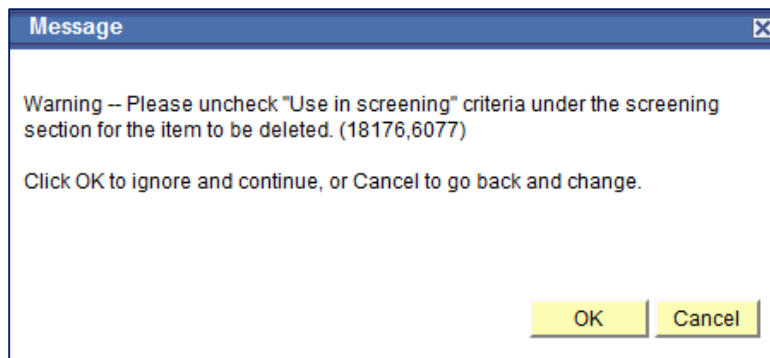 Message
Warning -- Please uncheck "Use in screening" criteria under the screening
section for the item to be deleted. (18176,6077)
Click OK to ignore and continue, or Cancel to go back and change.
OK Cancel